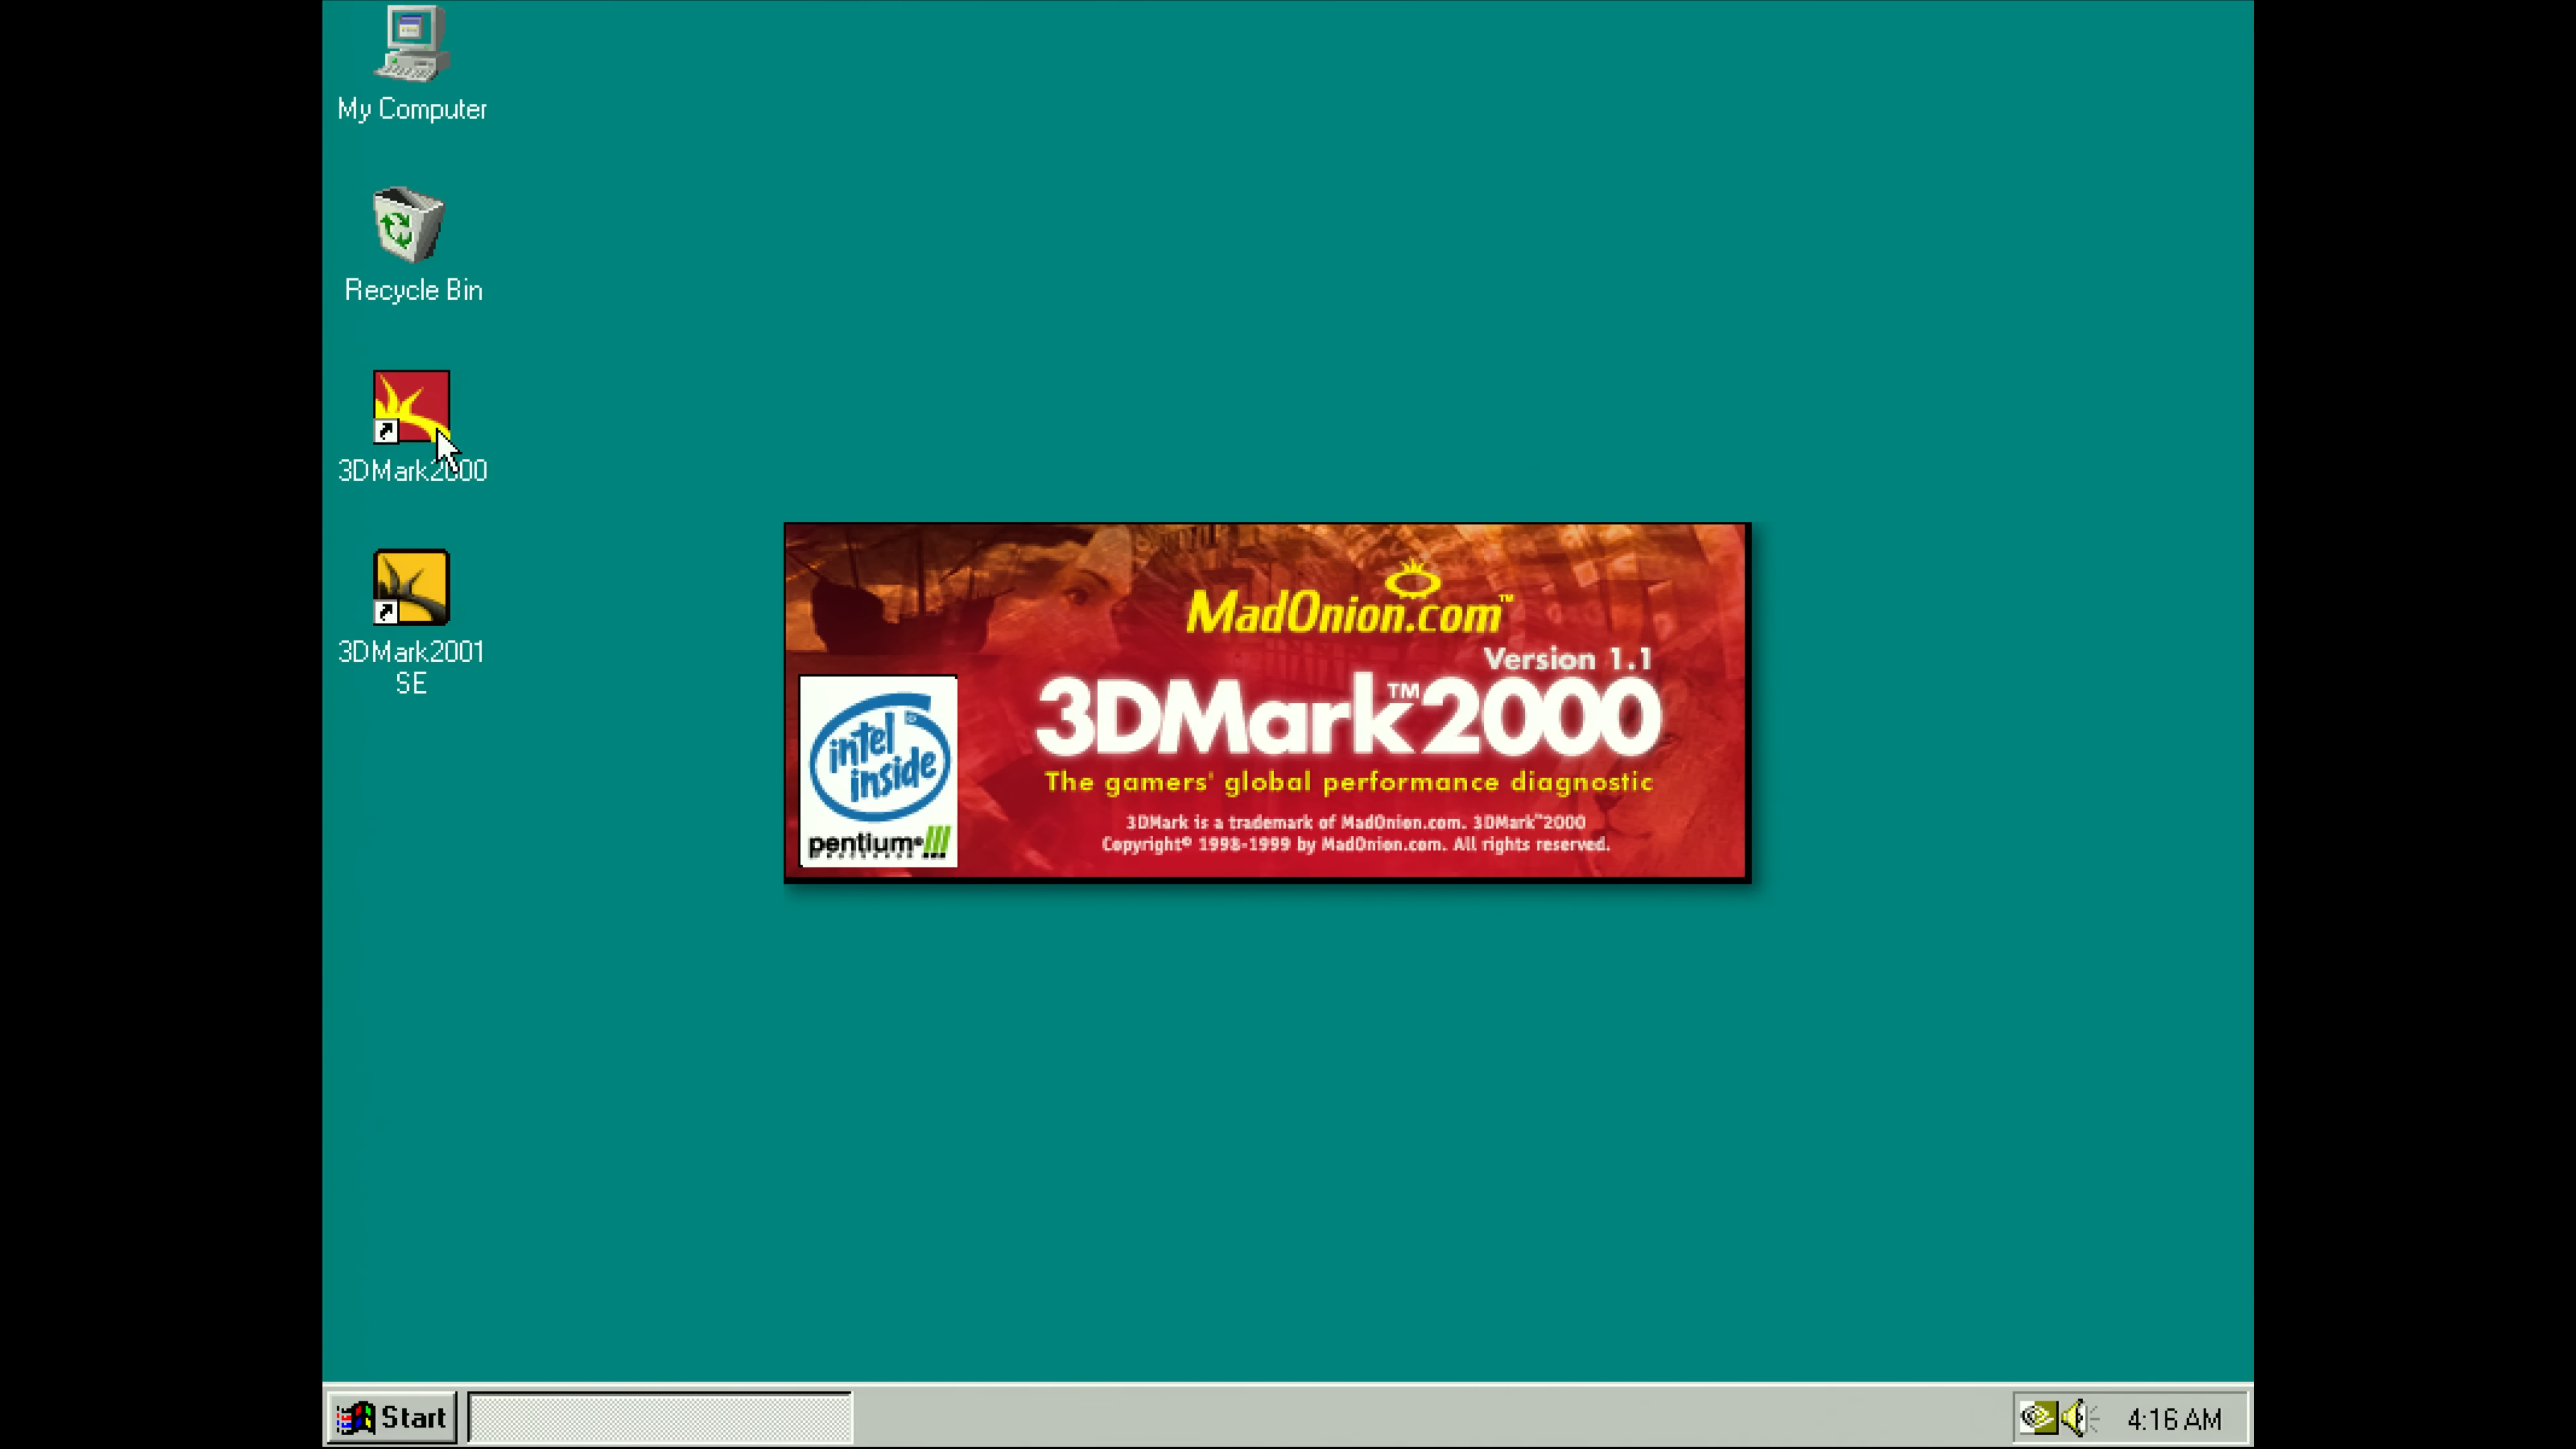 My Computer
Recycle Bin
3DMark2000
3DMark2001
SE
MadOnion.com™
Version 1.1
3DMark™2000
The gamers' global performance diagnostic
3DMark is a trademark of MadOnion.com. 3DMark™2000
Copyright© 1998-1999 by MadOnion.com. All rights reserved.
intel®
inside
pentium®III
Start
4:16 AM